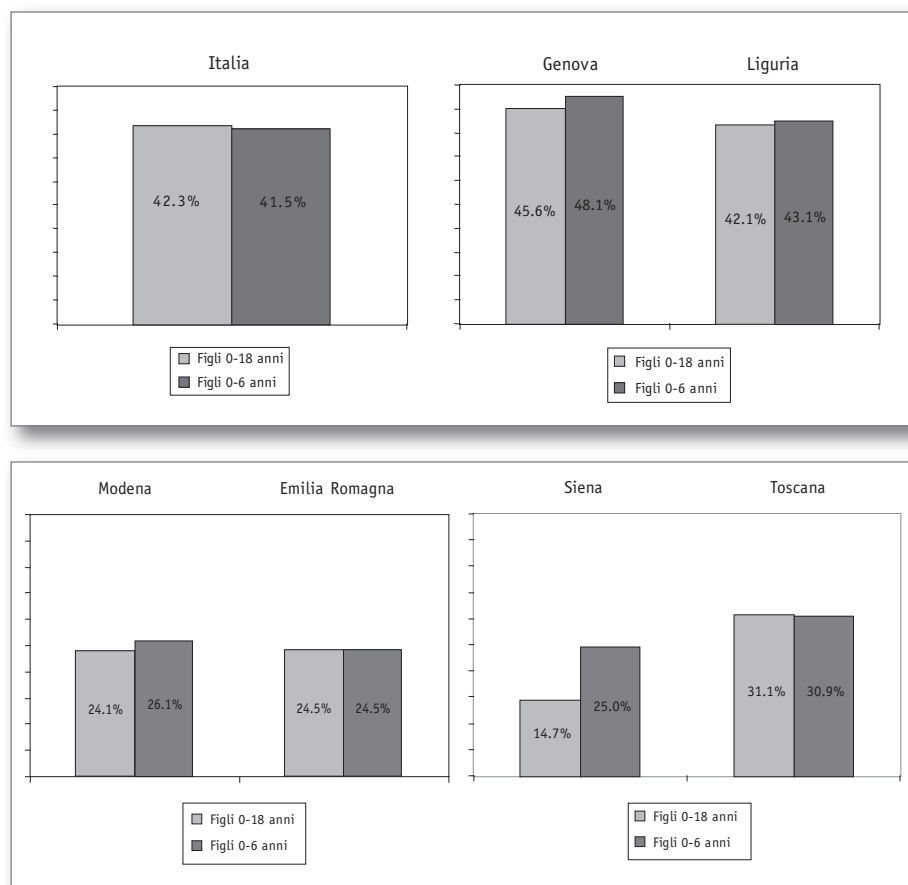 Italia
42.3%
41.5%
Figli 0-18 anni
Figli 0-6 anni
Genova Liguria
45.6%
48.1%
42.1%
43.1%
Figli 0-18 anni
Figli 0-6 anni
Modena Emilia Romagna
24.1%
26.1%
24.5%
24.5%
Figli 0-18 anni
Figli 0-6 anni
Siena Toscana
14.7%
25.0%
31.1%
30.9%
Figli 0-18 anni
Figli 0-6 anni